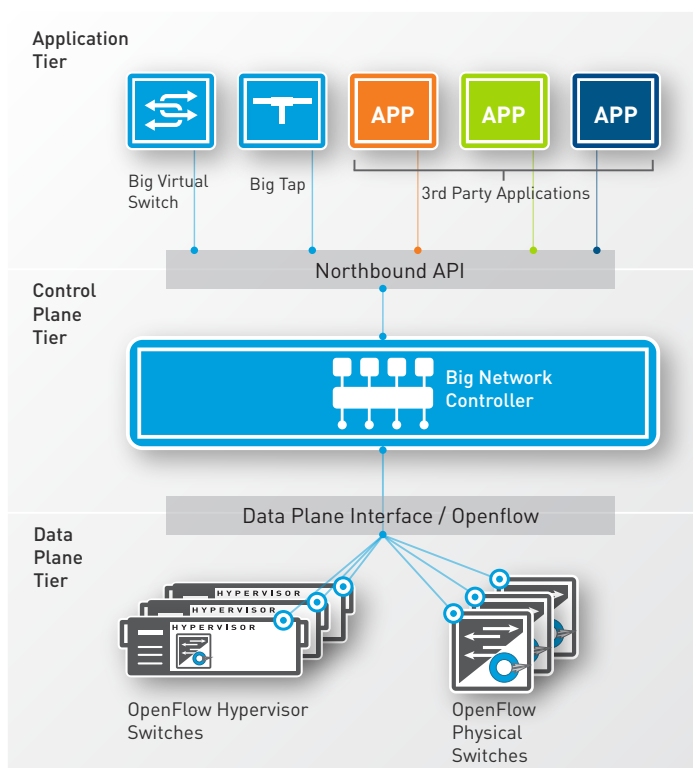 Application
Tier
APP
APP
APP
Big Virtual
Switch
Big Tap
3rd Party Applications
Northbound API
Control
Plane
Tier
Big Network
Controller
Data Plane Interface / Openflow
Data
Plane
Tier
HYPERVISOR
HYPERVISOR
HYPERVISOR
OpenFlow Hypervisor
Switches
OpenFlow
Physical
Switches